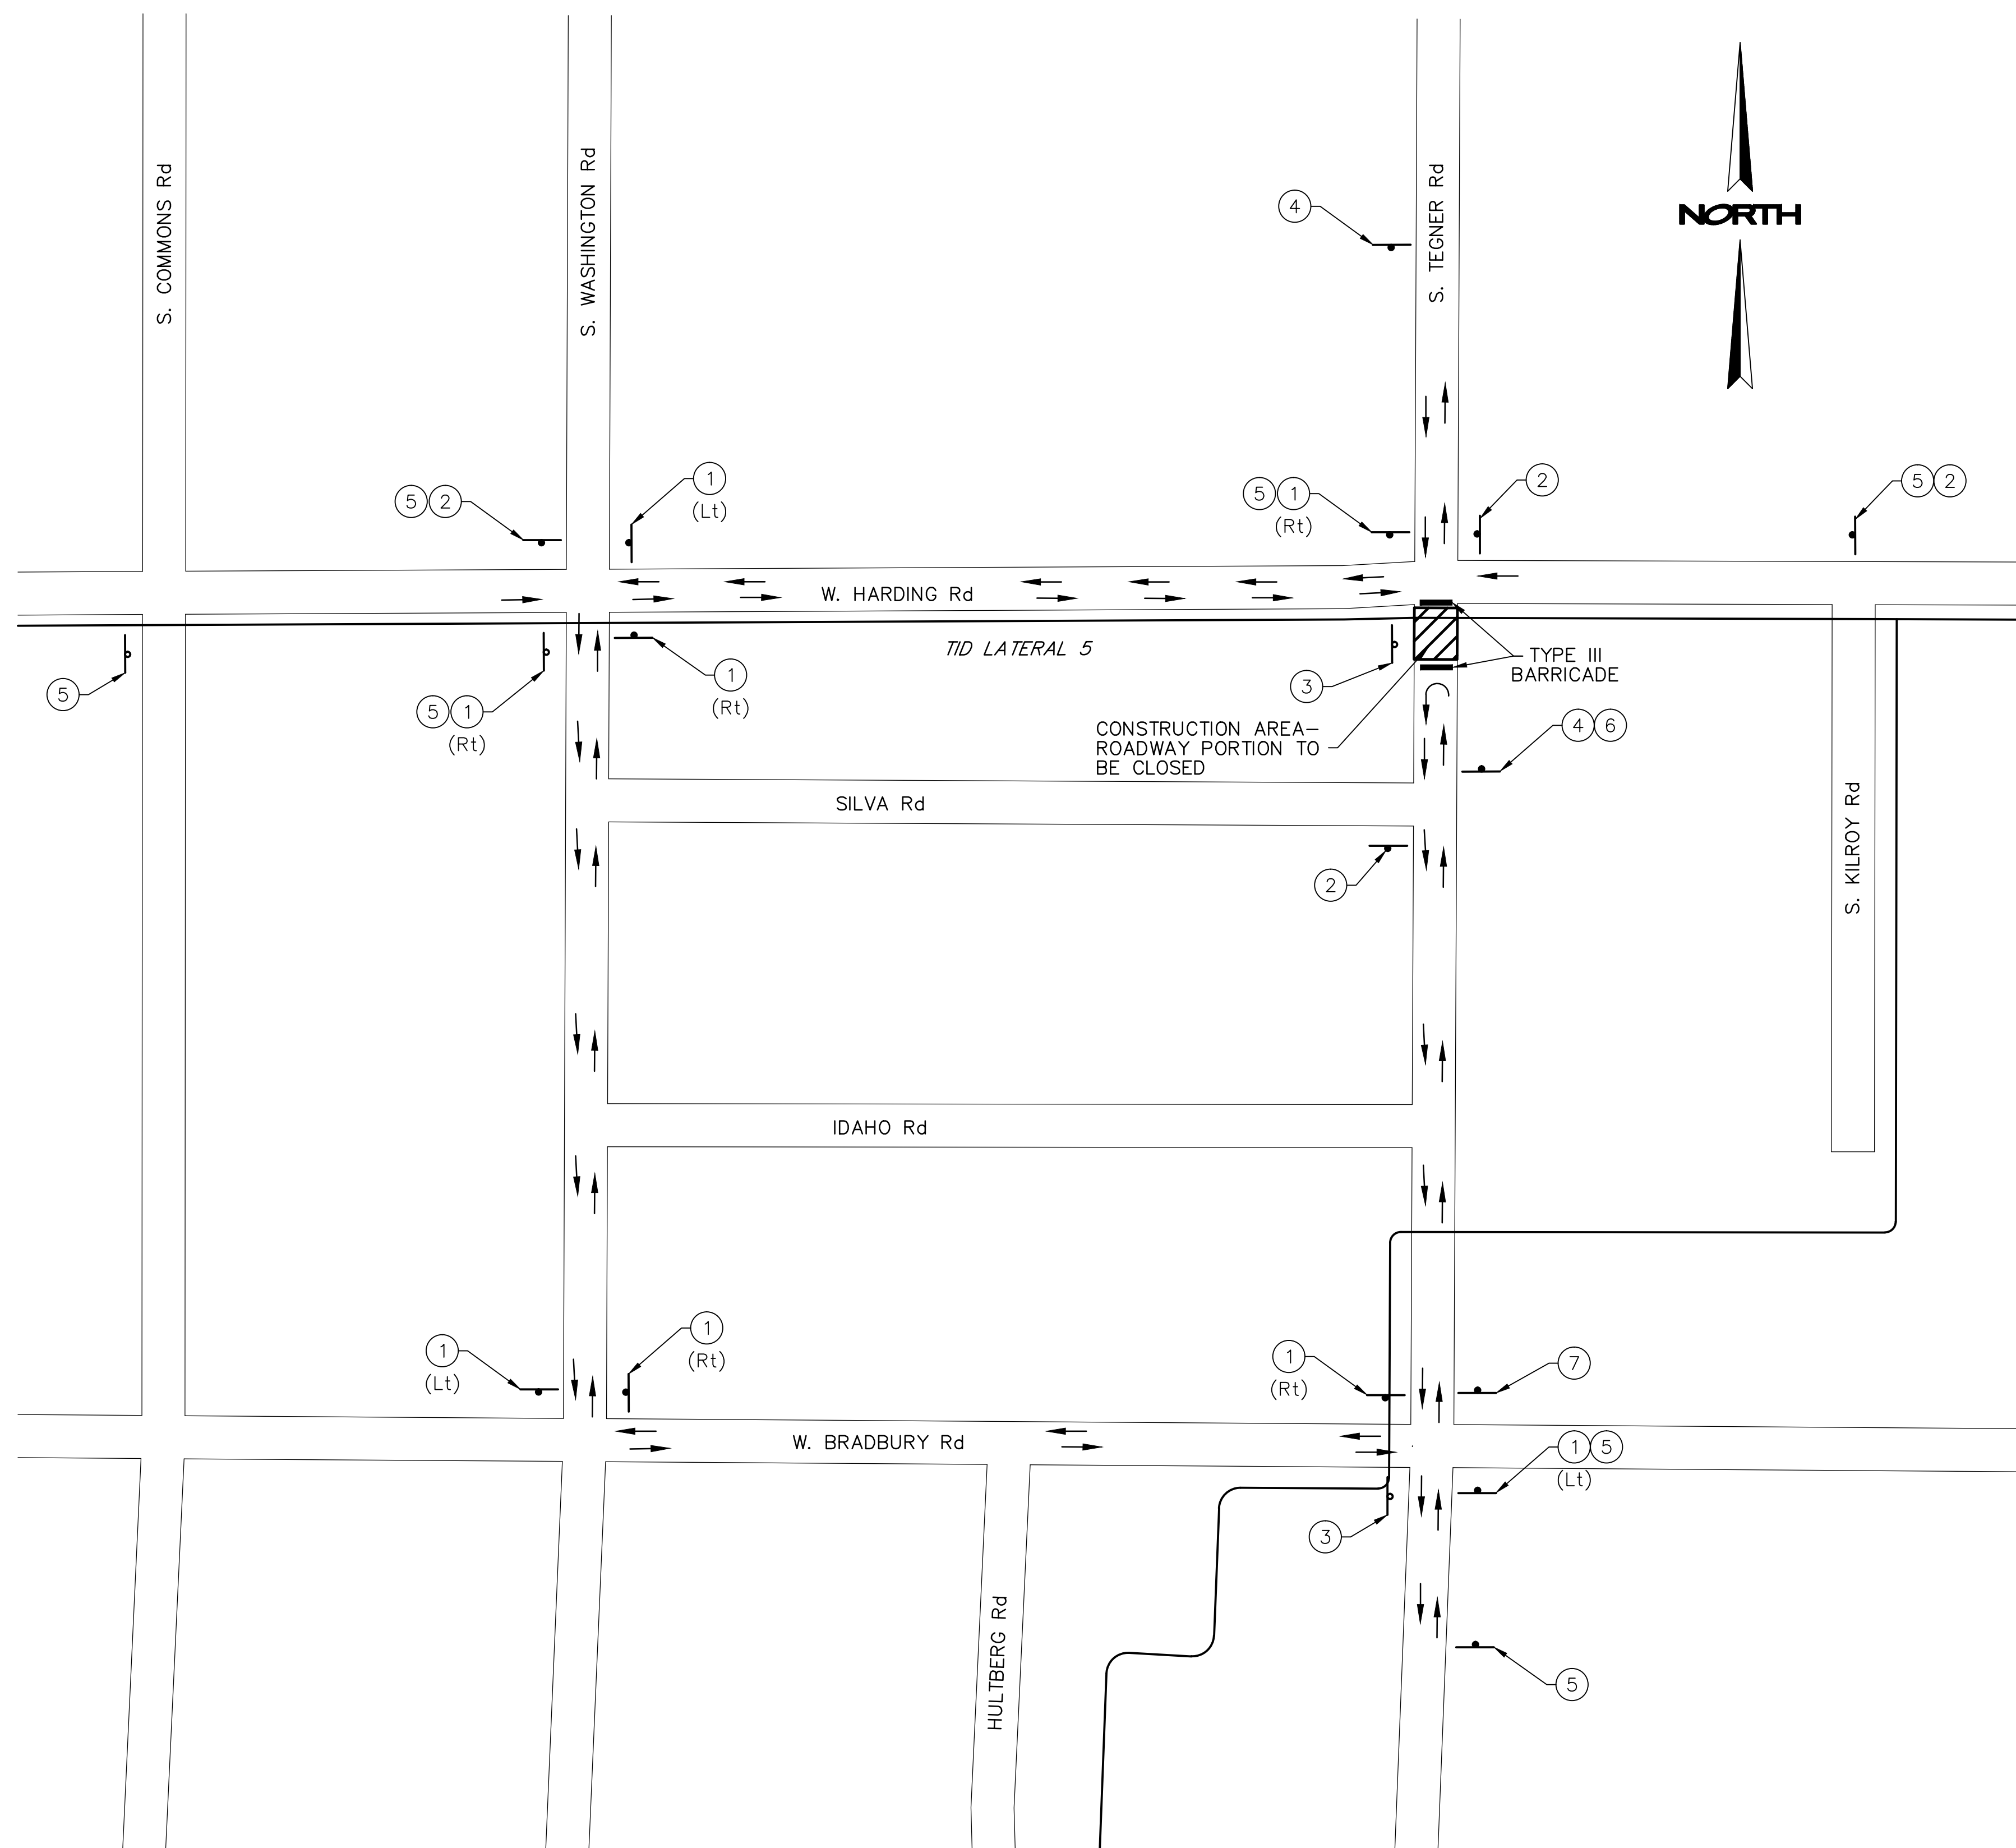 S. COMMONS Rd
S. WASHINGTON Rd
S. TEGNER Rd
NORTH
4
5 2
1
(Lt)
5 1
(Rt)
2
5 2
W. HARDING Rd
TID LATERAL 5
5
5 1
(Rt)
1
(Rt)
3
TYPE III
BARRICADE
CONSTRUCTION AREA-
ROADWAY PORTION TO
BE CLOSED
4 6
SILVA Rd
2
S. KILROY Rd
IDAHO Rd
1
(Lt)
1
(Rt)
1
(Rt)
7
W. BRADBURY Rd
1 5
(Lt)
3
HULTBERG Rd
5